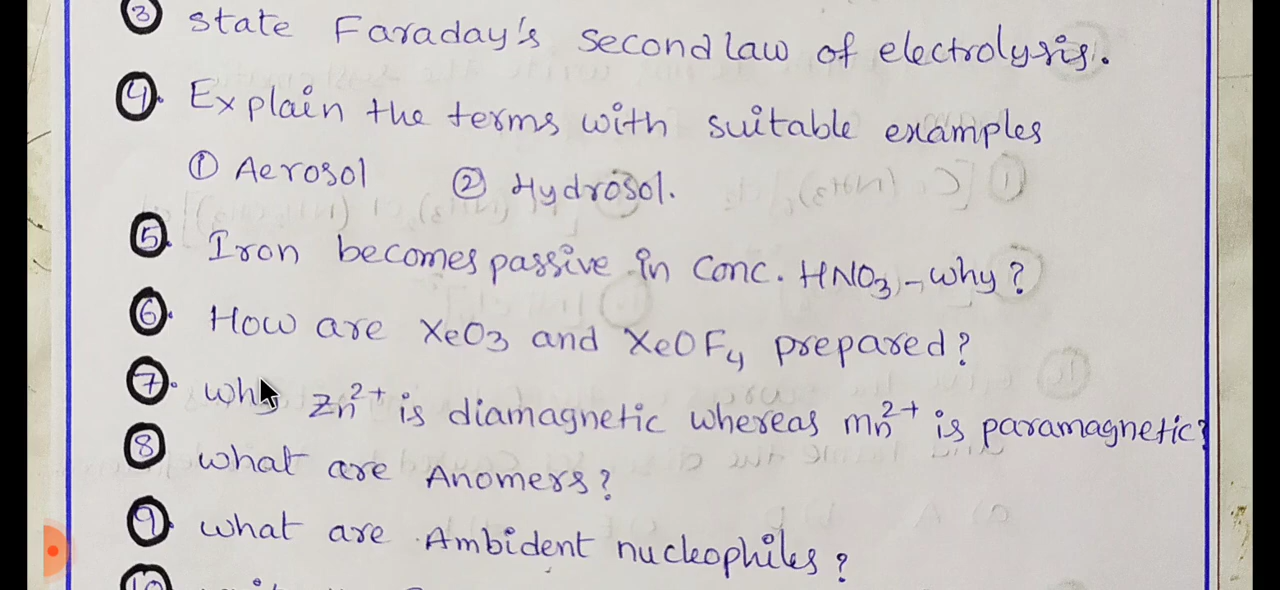 ③ state Faraday's second law of electrolysis.
④. Explain the terms with suitable examples
① Aerosol ② Hydrosol.
⑤. Iron becomes passive in conc. HNO3 - why?
⑥. How are XeO3 and XeOF4 prepared?
⑦. why Zn²⁺ is diamagnetic whereas mn²⁺ is paramagnetic?
⑧ what are Anomers?
⑨. what are Ambident nucleophiles?